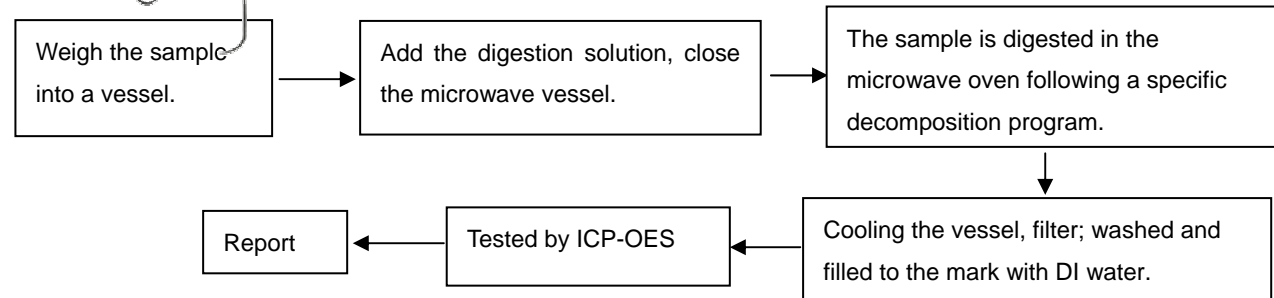 Weigh the sample
into a vessel.
Add the digestion solution, close
the microwave vessel.
The sample is digested in the
microwave oven following a specific
decomposition program.
Cooling the vessel, filter; washed and
filled to the mark with DI water.
Tested by ICP-OES
Report